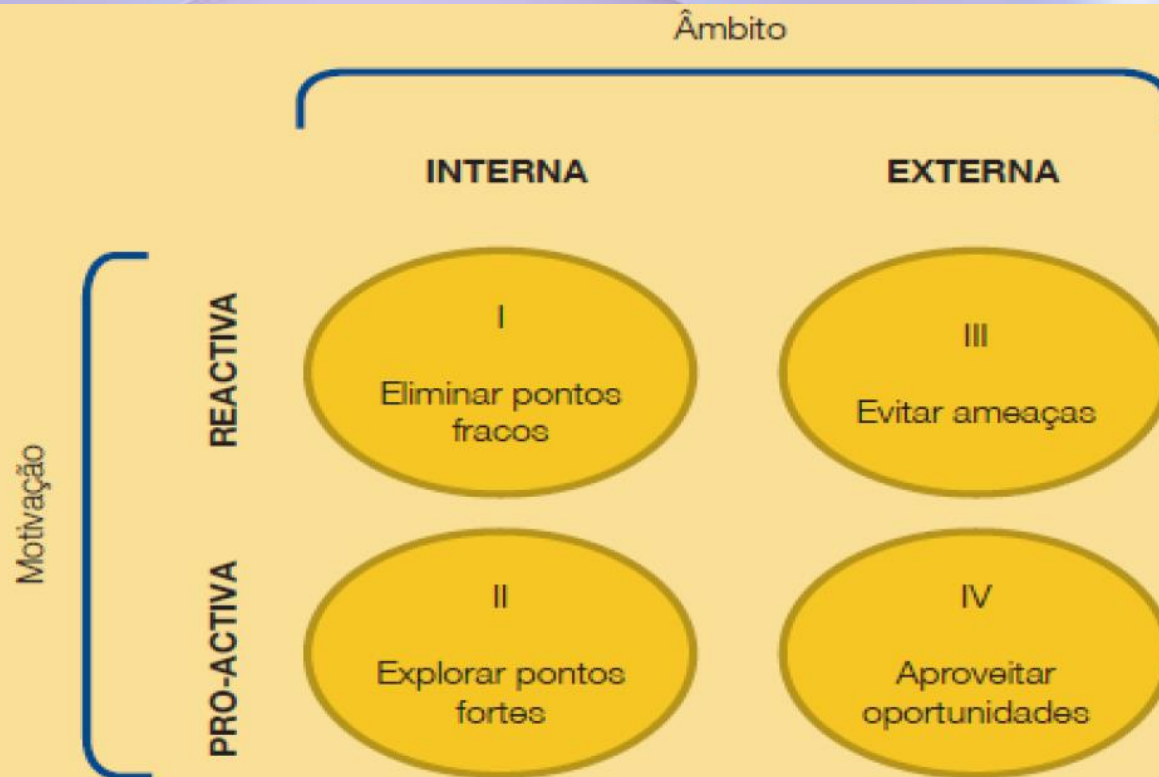 Âmbito
INTERNA
EXTERNA
Motivação
REACTIVA
I
Eliminar pontos
fracos
III
Evitar ameaças
PRO-ACTIVA
II
Explorar pontos
fortes
IV
Aproveitar
oportunidades